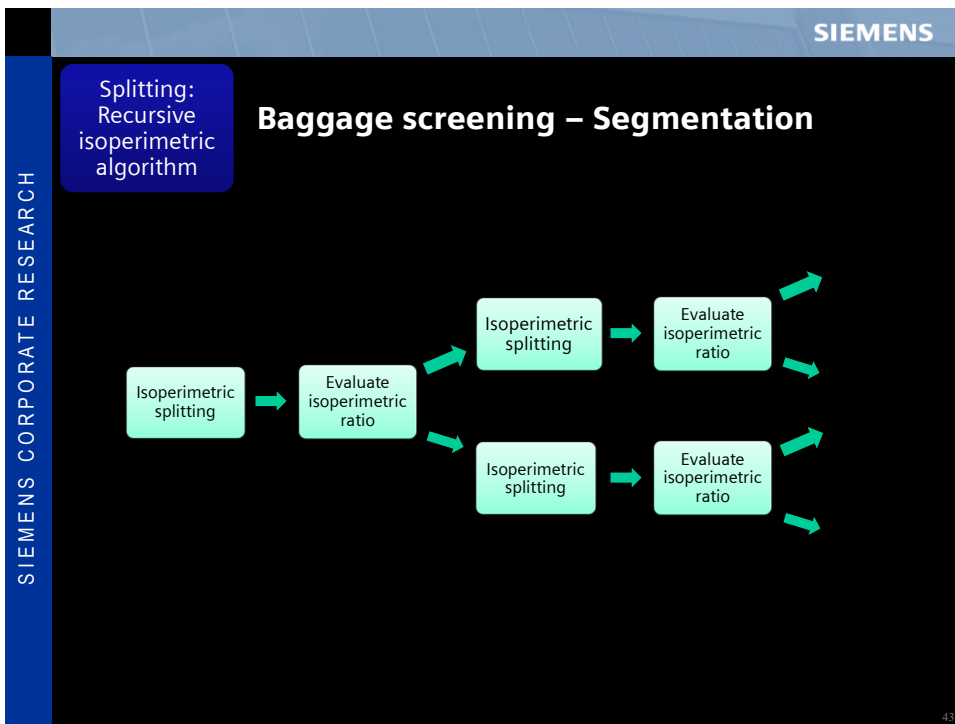 SIEMENS
Splitting:
Recursive
isoperimetric
algorithm
Baggage screening – Segmentation
SIEMENS CORPORATE RESEARCH
Isoperimetric
splitting
Evaluate
isoperimetric
ratio
Isoperimetric
splitting
Evaluate
isoperimetric
ratio
Isoperimetric
splitting
Evaluate
isoperimetric
ratio
43